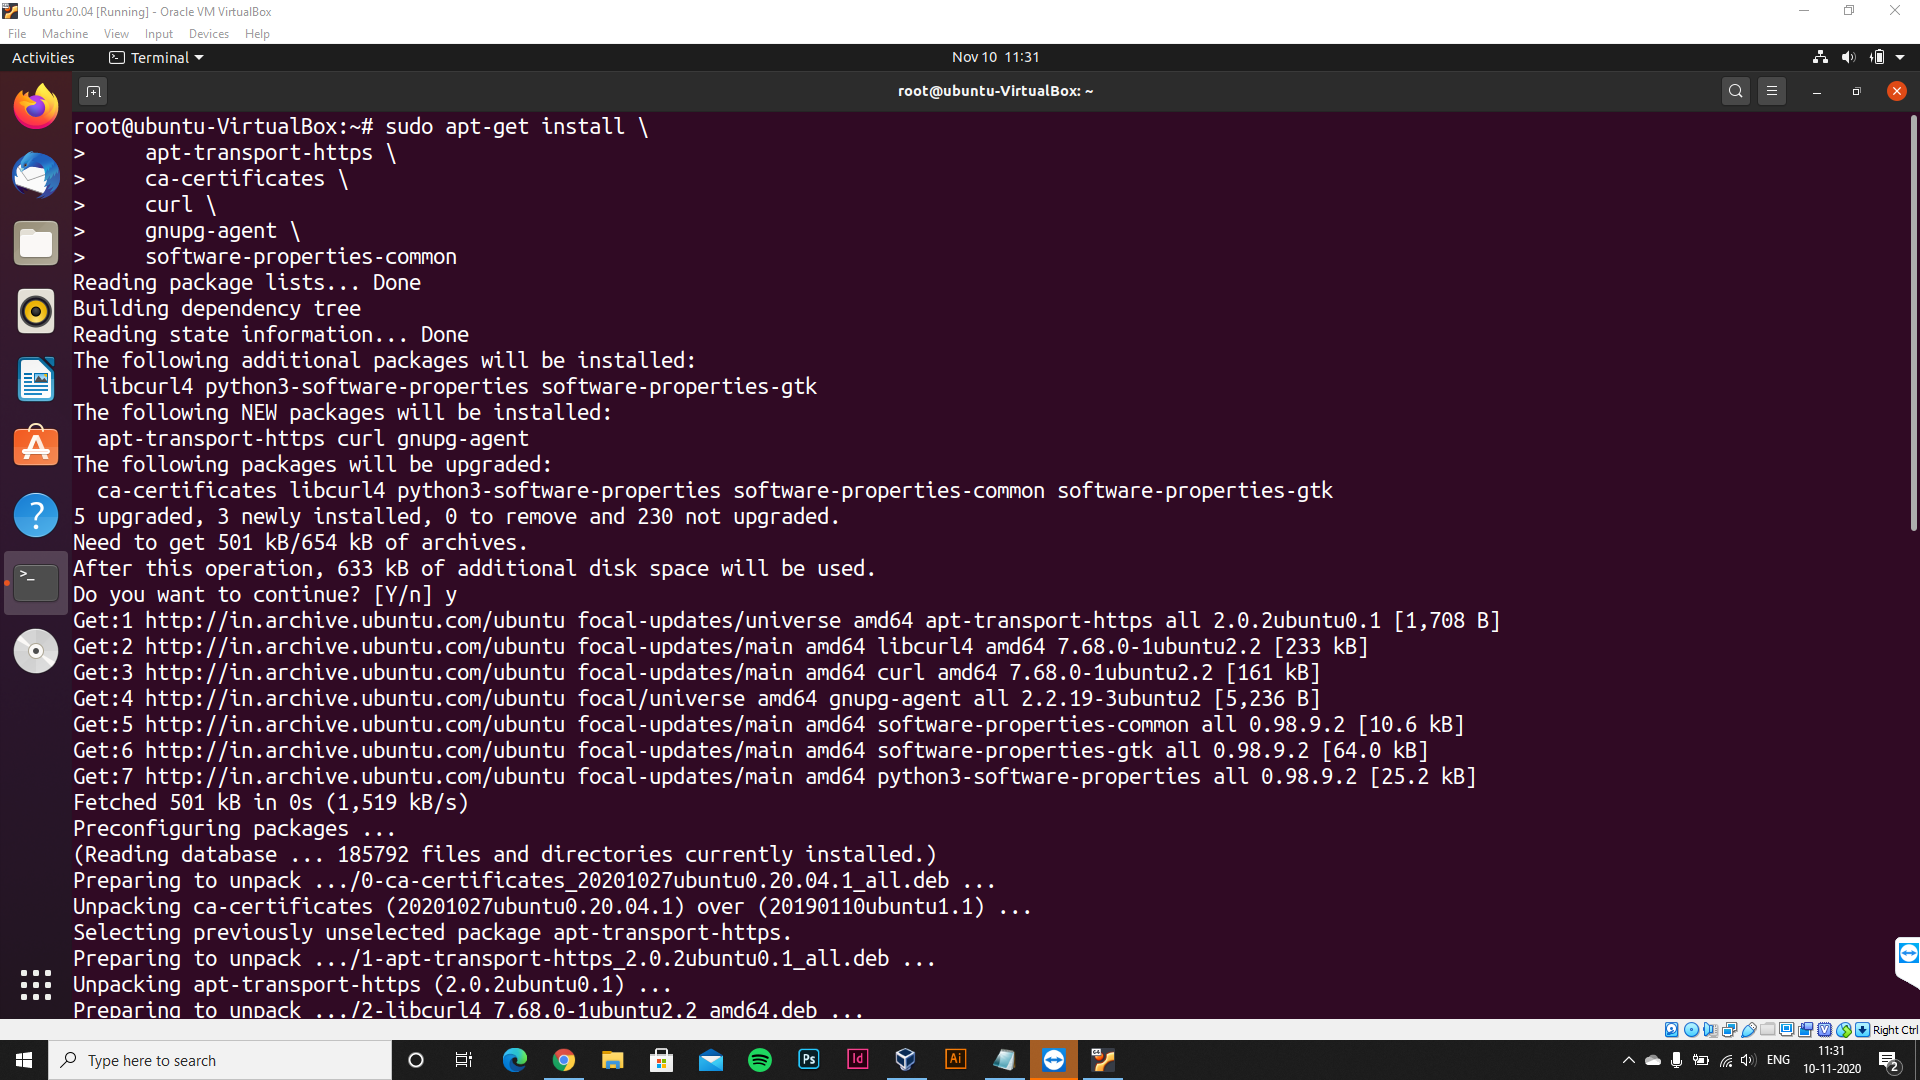 Ubuntu 20.04 [Running] - Oracle VM VirtualBox
File Machine View Input Devices Help
Activities Terminal Nov 10 11:31
root@ubuntu-VirtualBox: ~
root@ubuntu-VirtualBox:~# sudo apt-get install \
> apt-transport-https \
> ca-certificates \
> curl \
> gnupg-agent \
> software-properties-common
Reading package lists... Done
Building dependency tree
Reading state information... Done
The following additional packages will be installed:
libcurl4 python3-software-properties software-properties-gtk
The following NEW packages will be installed:
apt-transport-https curl gnupg-agent
The following packages will be upgraded:
ca-certificates libcurl4 python3-software-properties software-properties-common software-properties-gtk
5 upgraded, 3 newly installed, 0 to remove and 230 not upgraded.
Need to get 501 kB/654 kB of archives.
After this operation, 633 kB of additional disk space will be used.
Do you want to continue? [Y/n] y
Get:1 http://in.archive.ubuntu.com/ubuntu focal-updates/universe amd64 apt-transport-https all 2.0.2ubuntu0.1 [1,708 B]
Get:2 http://in.archive.ubuntu.com/ubuntu focal-updates/main amd64 libcurl4 amd64 7.68.0-1ubuntu2.2 [233 kB]
Get:3 http://in.archive.ubuntu.com/ubuntu focal-updates/main amd64 curl amd64 7.68.0-1ubuntu2.2 [161 kB]
Get:4 http://in.archive.ubuntu.com/ubuntu focal/universe amd64 gnupg-agent all 2.2.19-3ubuntu2 [5,236 B]
Get:5 http://in.archive.ubuntu.com/ubuntu focal-updates/main amd64 software-properties-common all 0.98.9.2 [10.6 kB]
Get:6 http://in.archive.ubuntu.com/ubuntu focal-updates/main amd64 software-properties-gtk all 0.98.9.2 [64.0 kB]
Get:7 http://in.archive.ubuntu.com/ubuntu focal-updates/main amd64 python3-software-properties all 0.98.9.2 [25.2 kB]
Fetched 501 kB in 0s (1,519 kB/s)
Preconfiguring packages ...
(Reading database ... 185792 files and directories currently installed.)
Preparing to unpack .../0-ca-certificates_20201027ubuntu0.20.04.1_all.deb ...
Unpacking ca-certificates (20201027ubuntu0.20.04.1) over (20190110ubuntu1.1) ...
Selecting previously unselected package apt-transport-https.
Preparing to unpack .../1-apt-transport-https_2.0.2ubuntu0.1_all.deb ...
Unpacking apt-transport-https (2.0.2ubuntu0.1) ...
Preparing to unpack .../2-libcurl4_7.68.0-1ubuntu2.2_amd64.deb ...
Right Ctrl
Type here to search
Ps
Id
Ai
ENG
11:31
10-11-2020
2